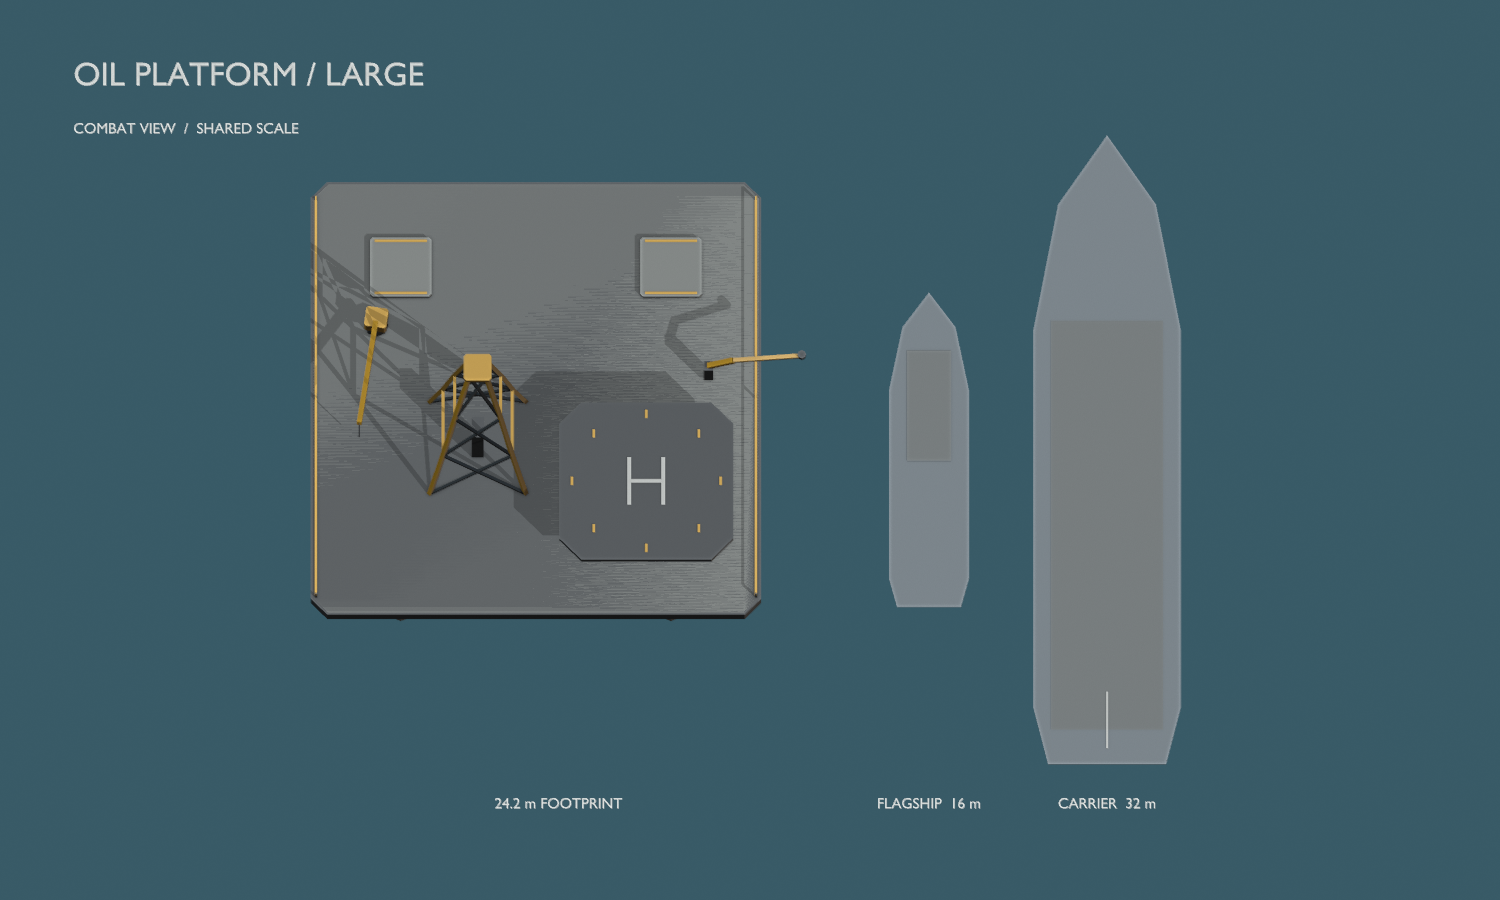 OIL PLATFORM / LARGE
COMBAT VIEW / SHARED SCALE
H
24.2 m FOOTPRINT
FLAGSHIP 16 m
CARRIER 32 m